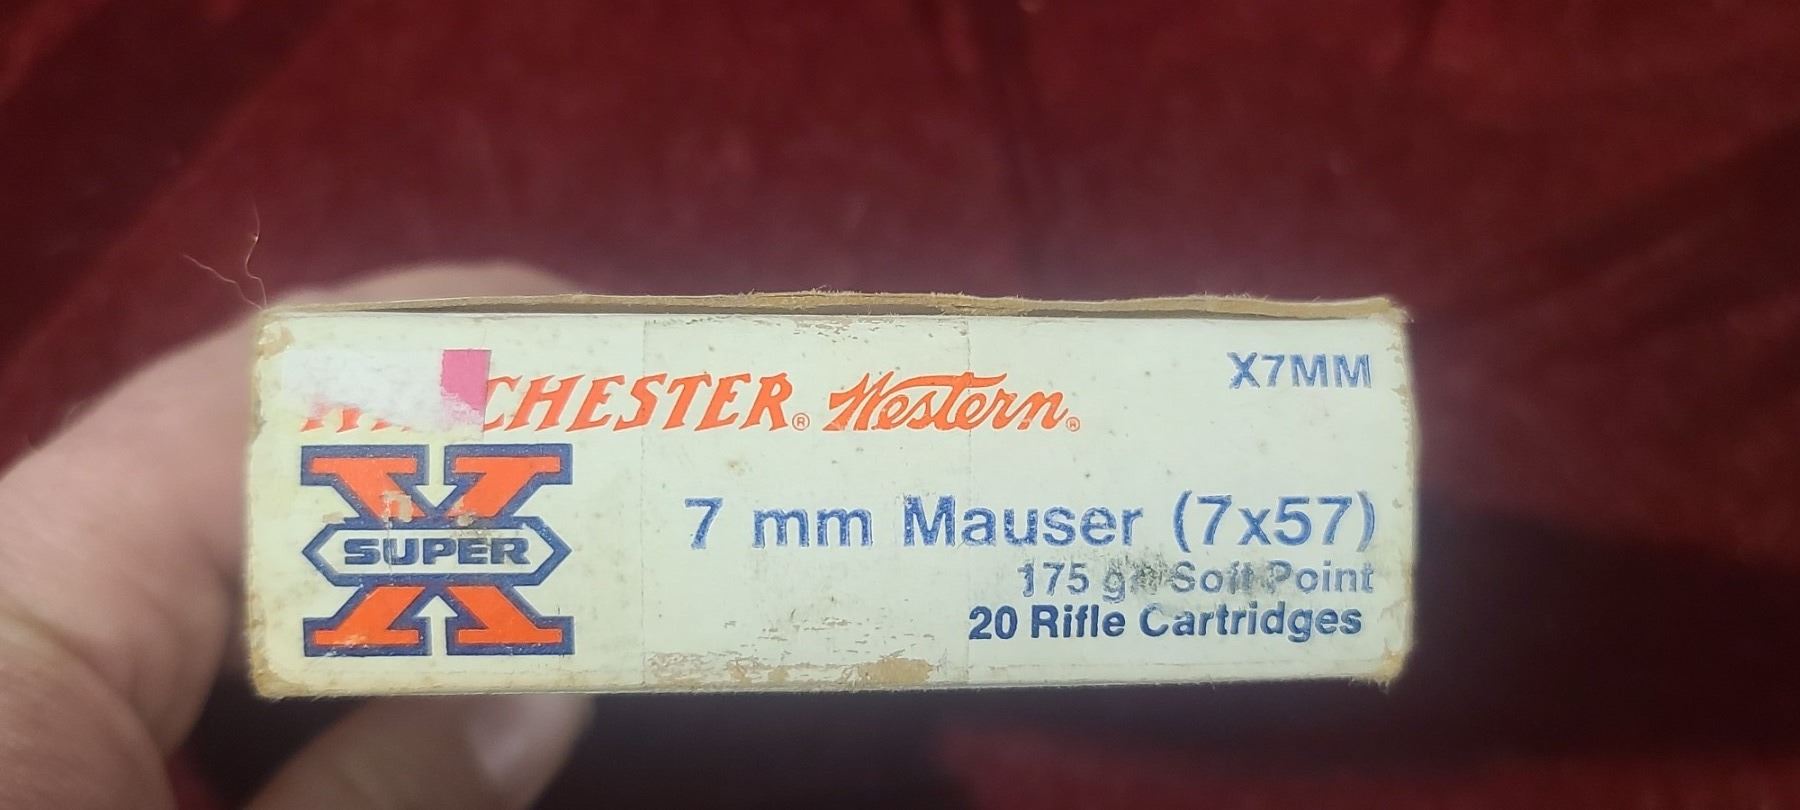 CHESTER® Western®
X7MM
SUPER X
7 mm Mauser (7x57)
175 gr. Soft Point
20 Rifle Cartridges